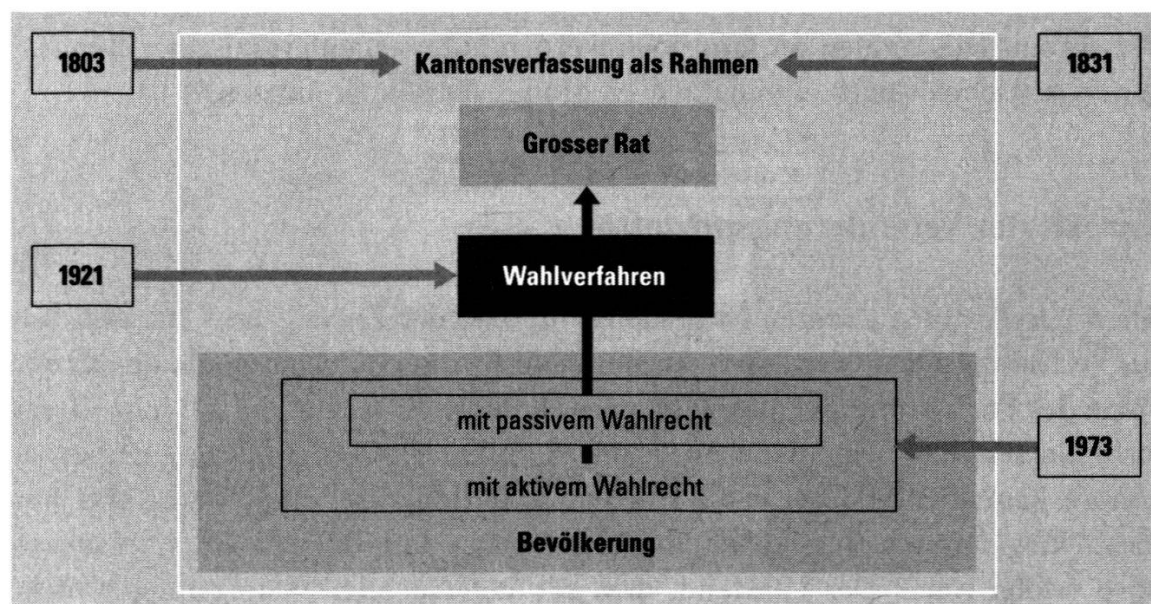 1803
Kantonsverfassung als Rahmen
1831
Grosser Rat
1921
Wahlverfahren
mit passivem Wahlrecht
1973
mit aktivem Wahlrecht
Bevölkerung